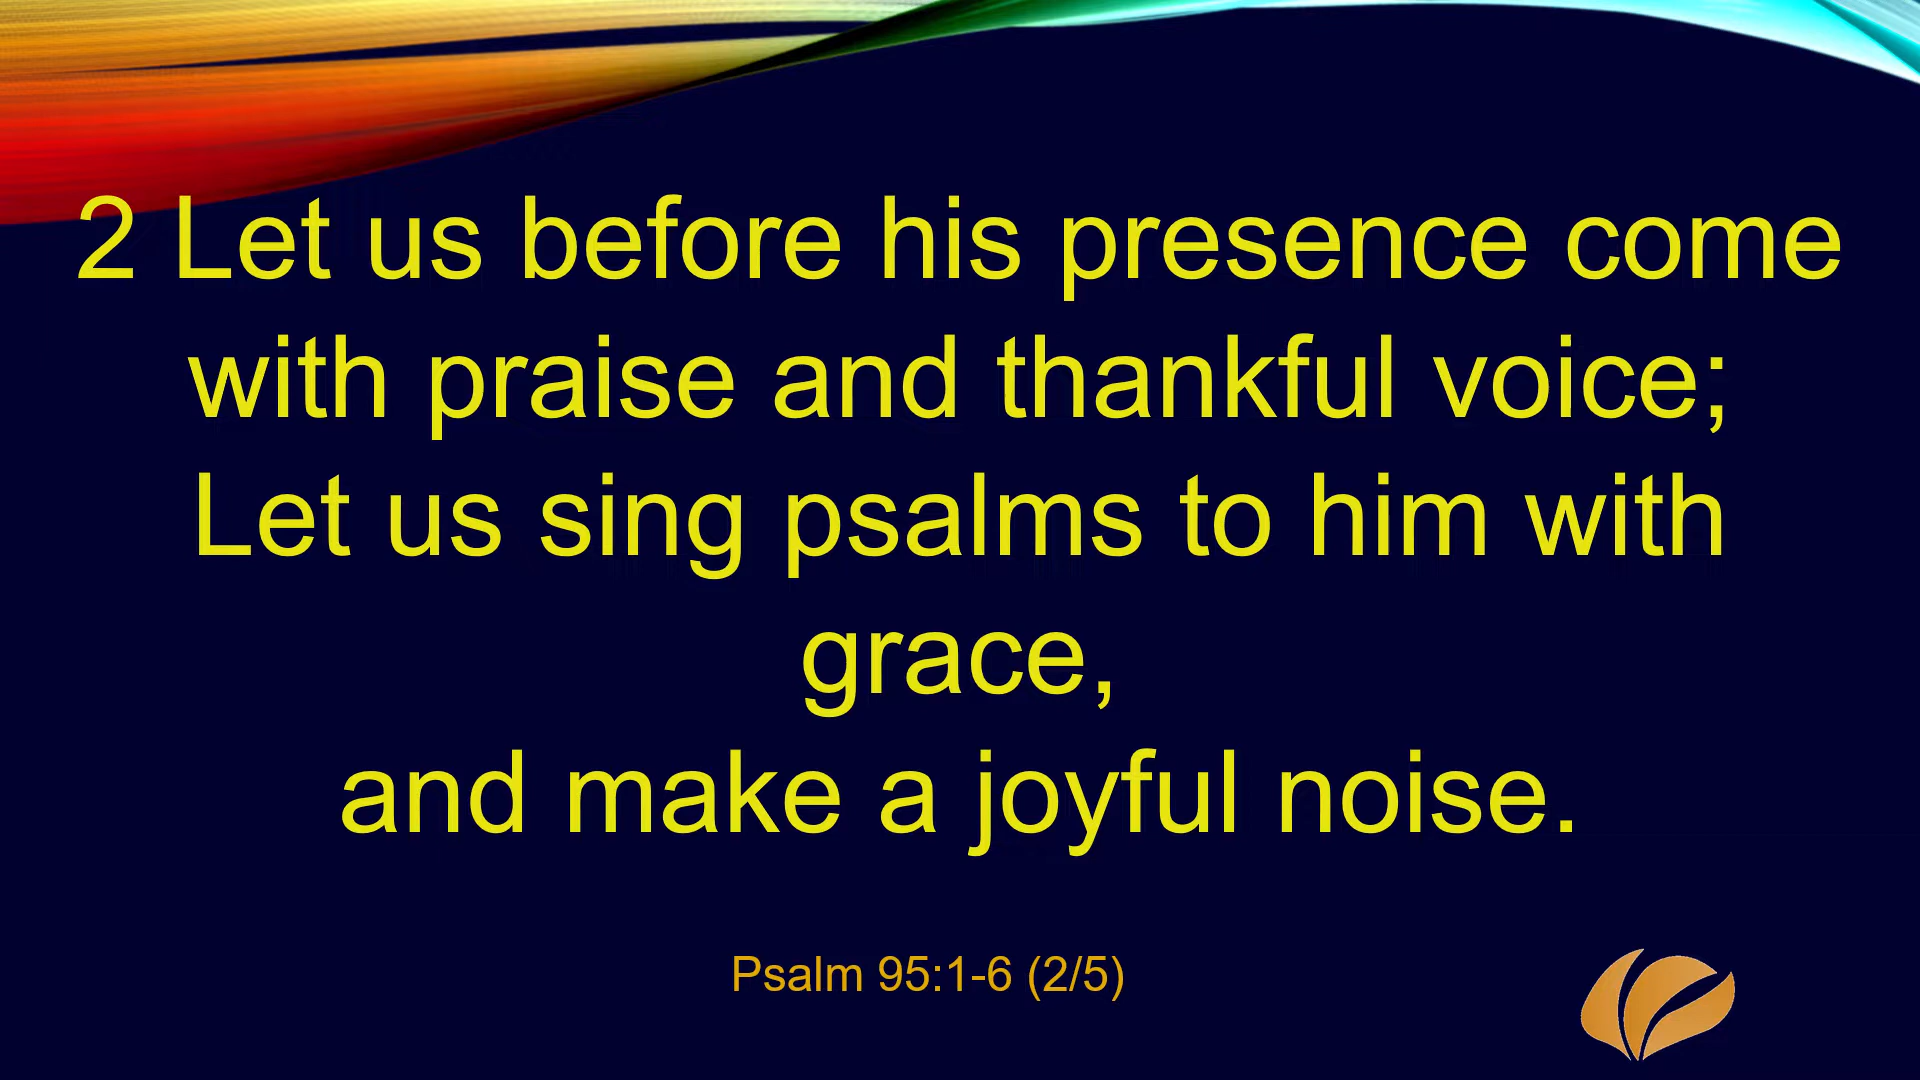 2 Let us before his presence come
with praise and thankful voice;
Let us sing psalms to him with
grace,
and make a joyful noise.
Psalm 95:1-6 (2/5)